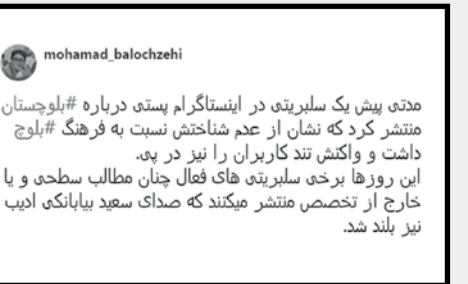 mohamad_balochzehi
مدتی پیش یک سلبریتی در اینستاگرام پستی درباره #بلوچستان
منتشر کرد که نشان از عدم شناختش نسبت به فرهنگ #بلوچ
داشت و واکنش تند کاربران را نیز در پی.
این روزها برخی سلبریتی های فعال چنان مطالب سطحی و یا
خارج از تخصص منتشر میکنند که صدای سعید بیابانکی ادیب
نیز بلند شد.